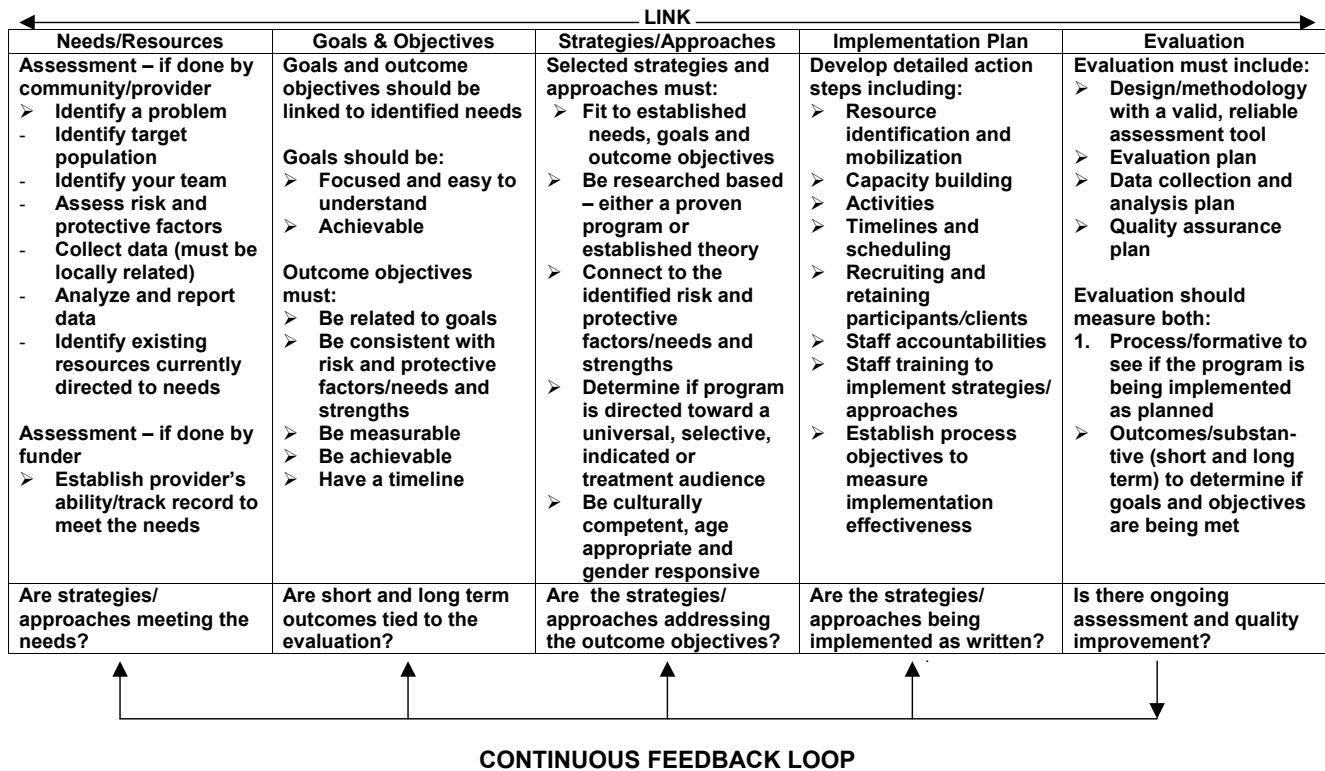 LINK
Needs/Resources
Assessment – if done by
community/provider
➢ Identify a problem
- Identify target
population
- Identify your team
- Assess risk and
protective factors
- Collect data (must be
locally related)
- Analyze and report
data
- Identify existing
resources currently
directed to needs
Assessment – if done by
funder
➢ Establish provider's
ability/track record to
meet the needs
Are strategies/
approaches meeting the
needs?
Goals & Objectives
Goals and outcome
objectives should be
linked to identified needs
Goals should be:
➢ Focused and easy to
understand
➢ Achievable
Outcome objectives
must:
➢ Be related to goals
➢ Be consistent with
risk and protective
factors/needs and
strengths
➢ Be measurable
➢ Be achievable
➢ Have a timeline
Are short and long term
outcomes tied to the
evaluation?
Strategies/Approaches
Selected strategies and
approaches must:
➢ Fit to established
needs, goals and
outcome objectives
➢ Be researched based
– either a proven
program or
established theory
➢ Connect to the
identified risk and
protective
factors/needs and
strengths
➢ Determine if program
is directed toward a
universal, selective,
indicated or
treatment audience
➢ Be culturally
competent, age
appropriate and
gender responsive
Are the strategies/
approaches addressing
the outcome objectives?
Implementation Plan
Develop detailed action
steps including:
➢ Resource
identification and
mobilization
➢ Capacity building
➢ Activities
➢ Timelines and
scheduling
➢ Recruiting and
retaining
participants/clients
➢ Staff accountabilities
➢ Staff training to
implement strategies/
approaches
➢ Establish process
objectives to
measure
implementation
effectiveness
Are the strategies/
approaches being
implemented as written?
Evaluation
Evaluation must include:
➢ Design/methodology
with a valid, reliable
assessment tool
➢ Evaluation plan
➢ Data collection and
analysis plan
➢ Quality assurance
plan
Evaluation should
measure both:
1. Process/formative to
see if the program is
being implemented
as planned
➢ Outcomes/substan-
tive (short and long
term) to determine if
goals and objectives
are being met
Is there ongoing
assessment and quality
improvement?
CONTINUOUS FEEDBACK LOOP